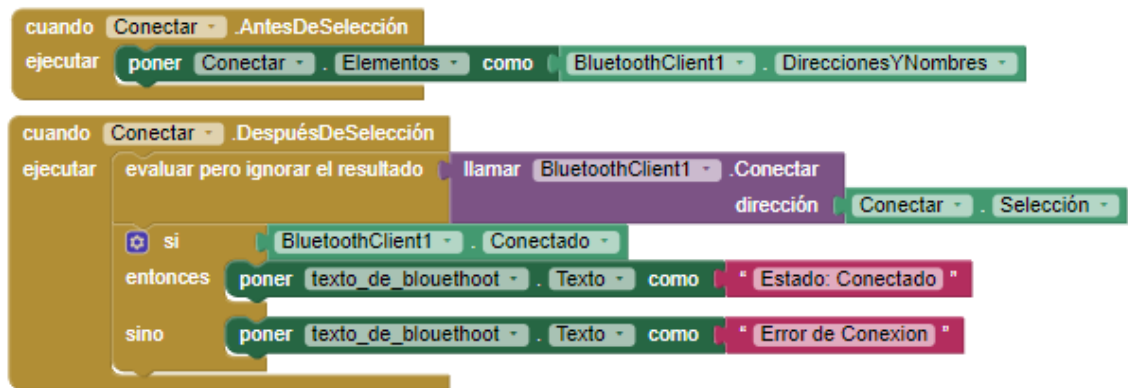 cuando Conectar .AntesDeSelección
ejecutar poner Conectar . Elementos como BluetoothClient1 . DireccionesYNombres
cuando Conectar .DespuésDeSelección
ejecutar evaluar pero ignorar el resultado llamar BluetoothClient1 .Conectar
dirección Conectar . Selección
si BluetoothClient1 . Conectado
entonces poner texto_de_blouethoot . Texto como " Estado: Conectado "
sino poner texto_de_blouethoot . Texto como " Error de Conexion "